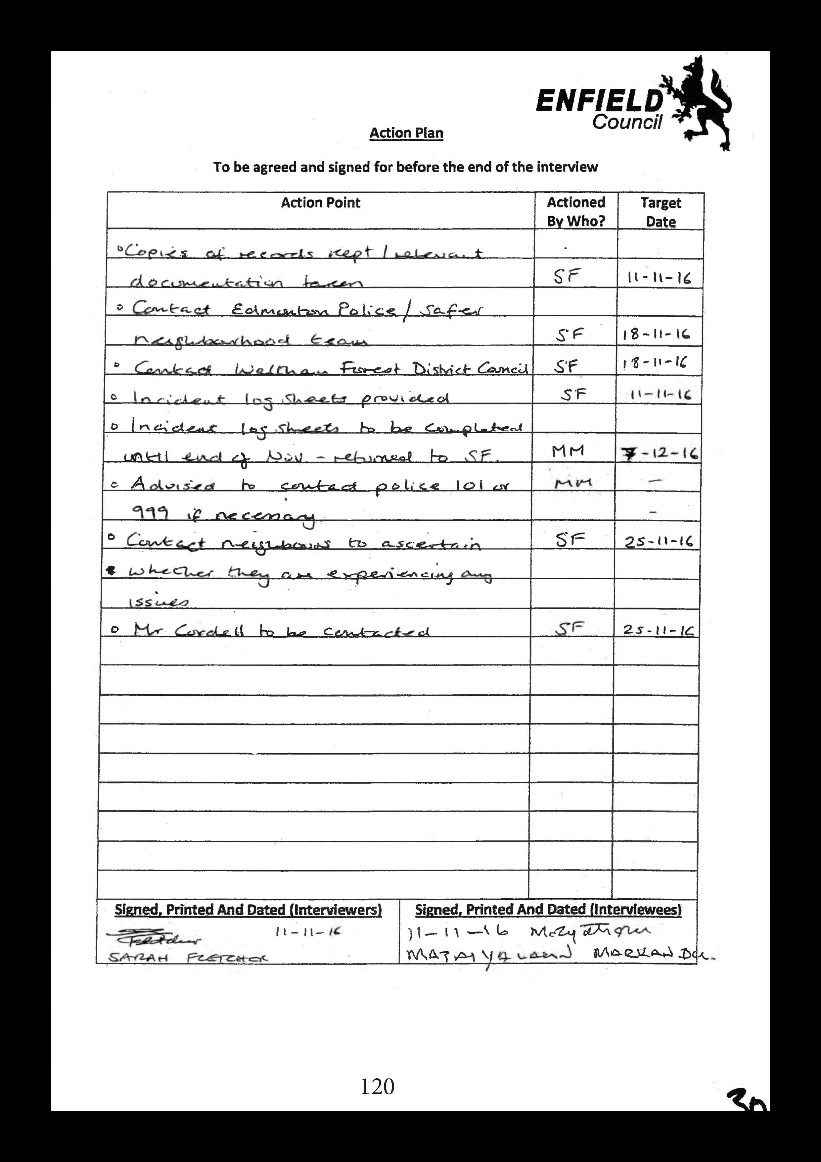 ENFIELD
Council
Action Plan
To be agreed and signed for before the end of the interview
Action Point Actioned By Who? Target Date
Copies of records kept / relevant
documentation taken SF 11-11-16
Contact Edmonton Police / Safer
neighbourhood team SF 18-11-16
Contact Waltham Forest District Council SF 18-11-16
Incident log sheets provided SF 11-11-16
Incident log sheets to be completed
until end of Nov - returned to SF. MM 7-12-16
Advised to contact police 101 or MM —
999 if necessary. –
Contact neighbours to ascertain SF 25-11-16
whether they are experiencing any
issues
Mr Cordell to be contacted SF 25-11-16
Signed, Printed And Dated (Interviewers) Signed, Printed And Dated (Interviewees)
Fletcher 11-11-16 11-11-16
SARAH FLETCHER
120